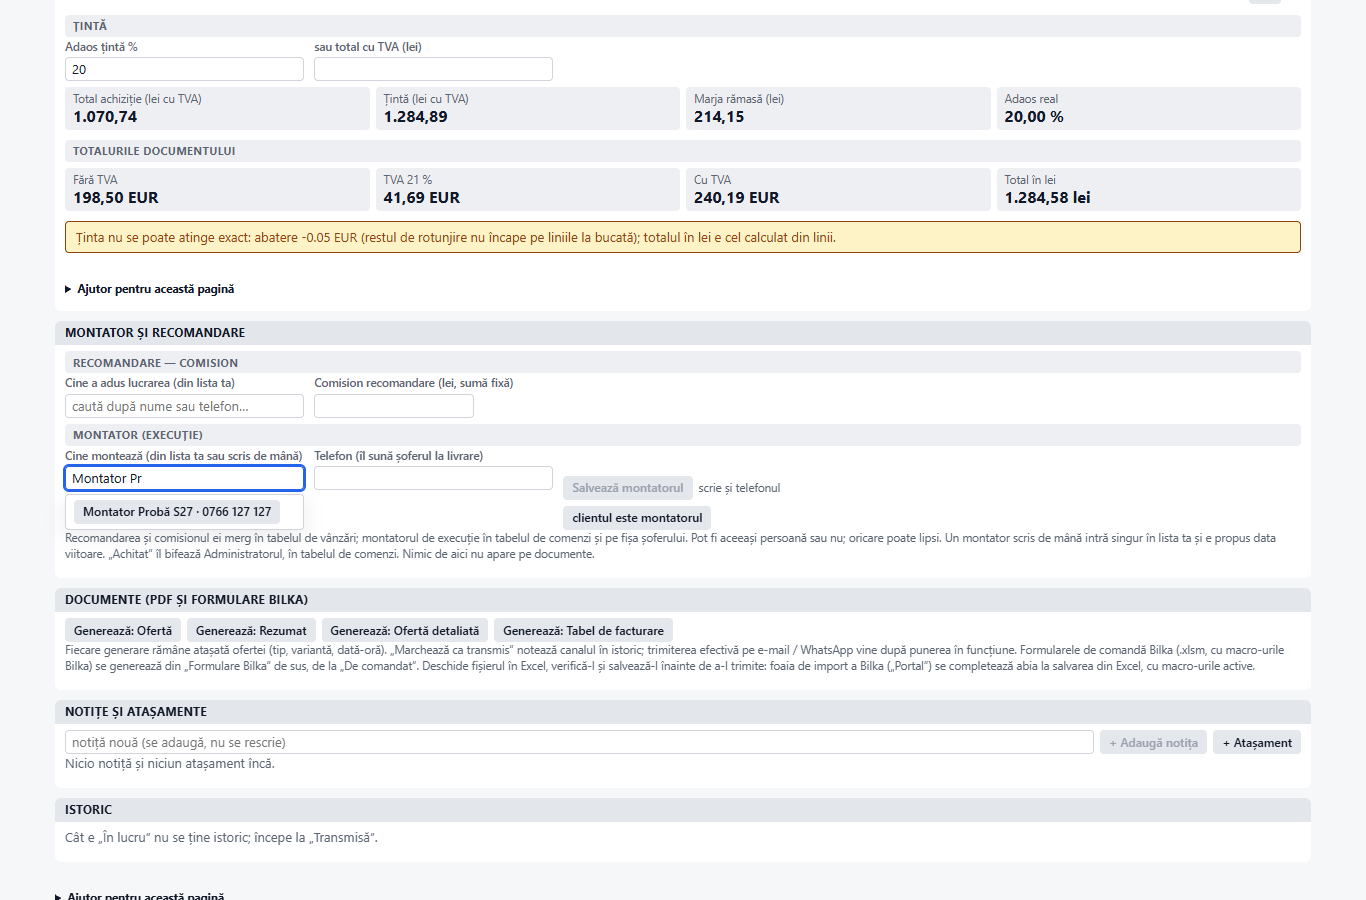 ȚINTĂ
Adaos țintă %
sau total cu TVA (lei)
20
Total achiziție (lei cu TVA)
1.070,74
Țintă (lei cu TVA)
1.284,89
Marja rămasă (lei)
214,15
Adaos real
20,00 %
TOTALURILE DOCUMENTULUI
Fără TVA
198,50 EUR
TVA 21 %
41,69 EUR
Cu TVA
240,19 EUR
Total în lei
1.284,58 lei
Ținta nu se poate atinge exact: abatere -0.05 EUR (restul de rotunjire nu încape pe liniile la bucată); totalul în lei e cel calculat din linii.
Ajutor pentru această pagină
MONTATOR ȘI RECOMANDARE
RECOMANDARE — COMISION
Cine a adus lucrarea (din lista ta)
Comision recomandare (lei, sumă fixă)
caută după nume sau telefon...
MONTATOR (EXECUȚIE)
Cine montează (din lista ta sau scris de mână)
Telefon (îl sună șoferul la livrare)
Montator Pr
Salvează montatorul
scrie și telefonul
Montator Probă S27 · 0766 127 127
clientul este montatorul
Recomandarea și comisionul ei merg în tabelul de vânzări; montatorul de execuție în tabelul de comenzi și pe fișa șoferului. Pot fi aceeași persoană sau nu; oricare poate lipsi. Un montator scris de mână intră singur în lista ta și e propus data
viitoare. „Achitat” îl bifează Administratorul, în tabelul de comenzi. Nimic de aici nu apare pe documente.
DOCUMENTE (PDF ȘI FORMULARE BILKA)
Generează: Ofertă
Generează: Rezumat
Generează: Ofertă detaliată
Generează: Tabel de facturare
Fiecare generare rămâne atașată ofertei (tip, variantă, dată-oră). „Marchează ca transmis” notează canalul în istoric; trimiterea efectivă pe e-mail / WhatsApp vine după punerea în funcțiune. Formularele de comandă Bilka (.xlsm, cu macro-urile
Bilka) se generează din „Formulare Bilka” de sus, de la „De comandat”. Deschide fișierul în Excel, verifică-l și salvează-l înainte de a-l trimite: foaia de import a Bilka („Portal”) se completează abia la salvarea din Excel, cu macro-urile active.
NOTIȚE ȘI ATAȘAMENTE
notiță nouă (se adaugă, nu se rescrie)
+ Adaugă notița
+ Atașament
Nicio notiță și niciun atașament încă.
ISTORIC
Cât e „În lucru” nu se ține istoric; începe la „Transmisă”.
Ajutor pentru această pagină